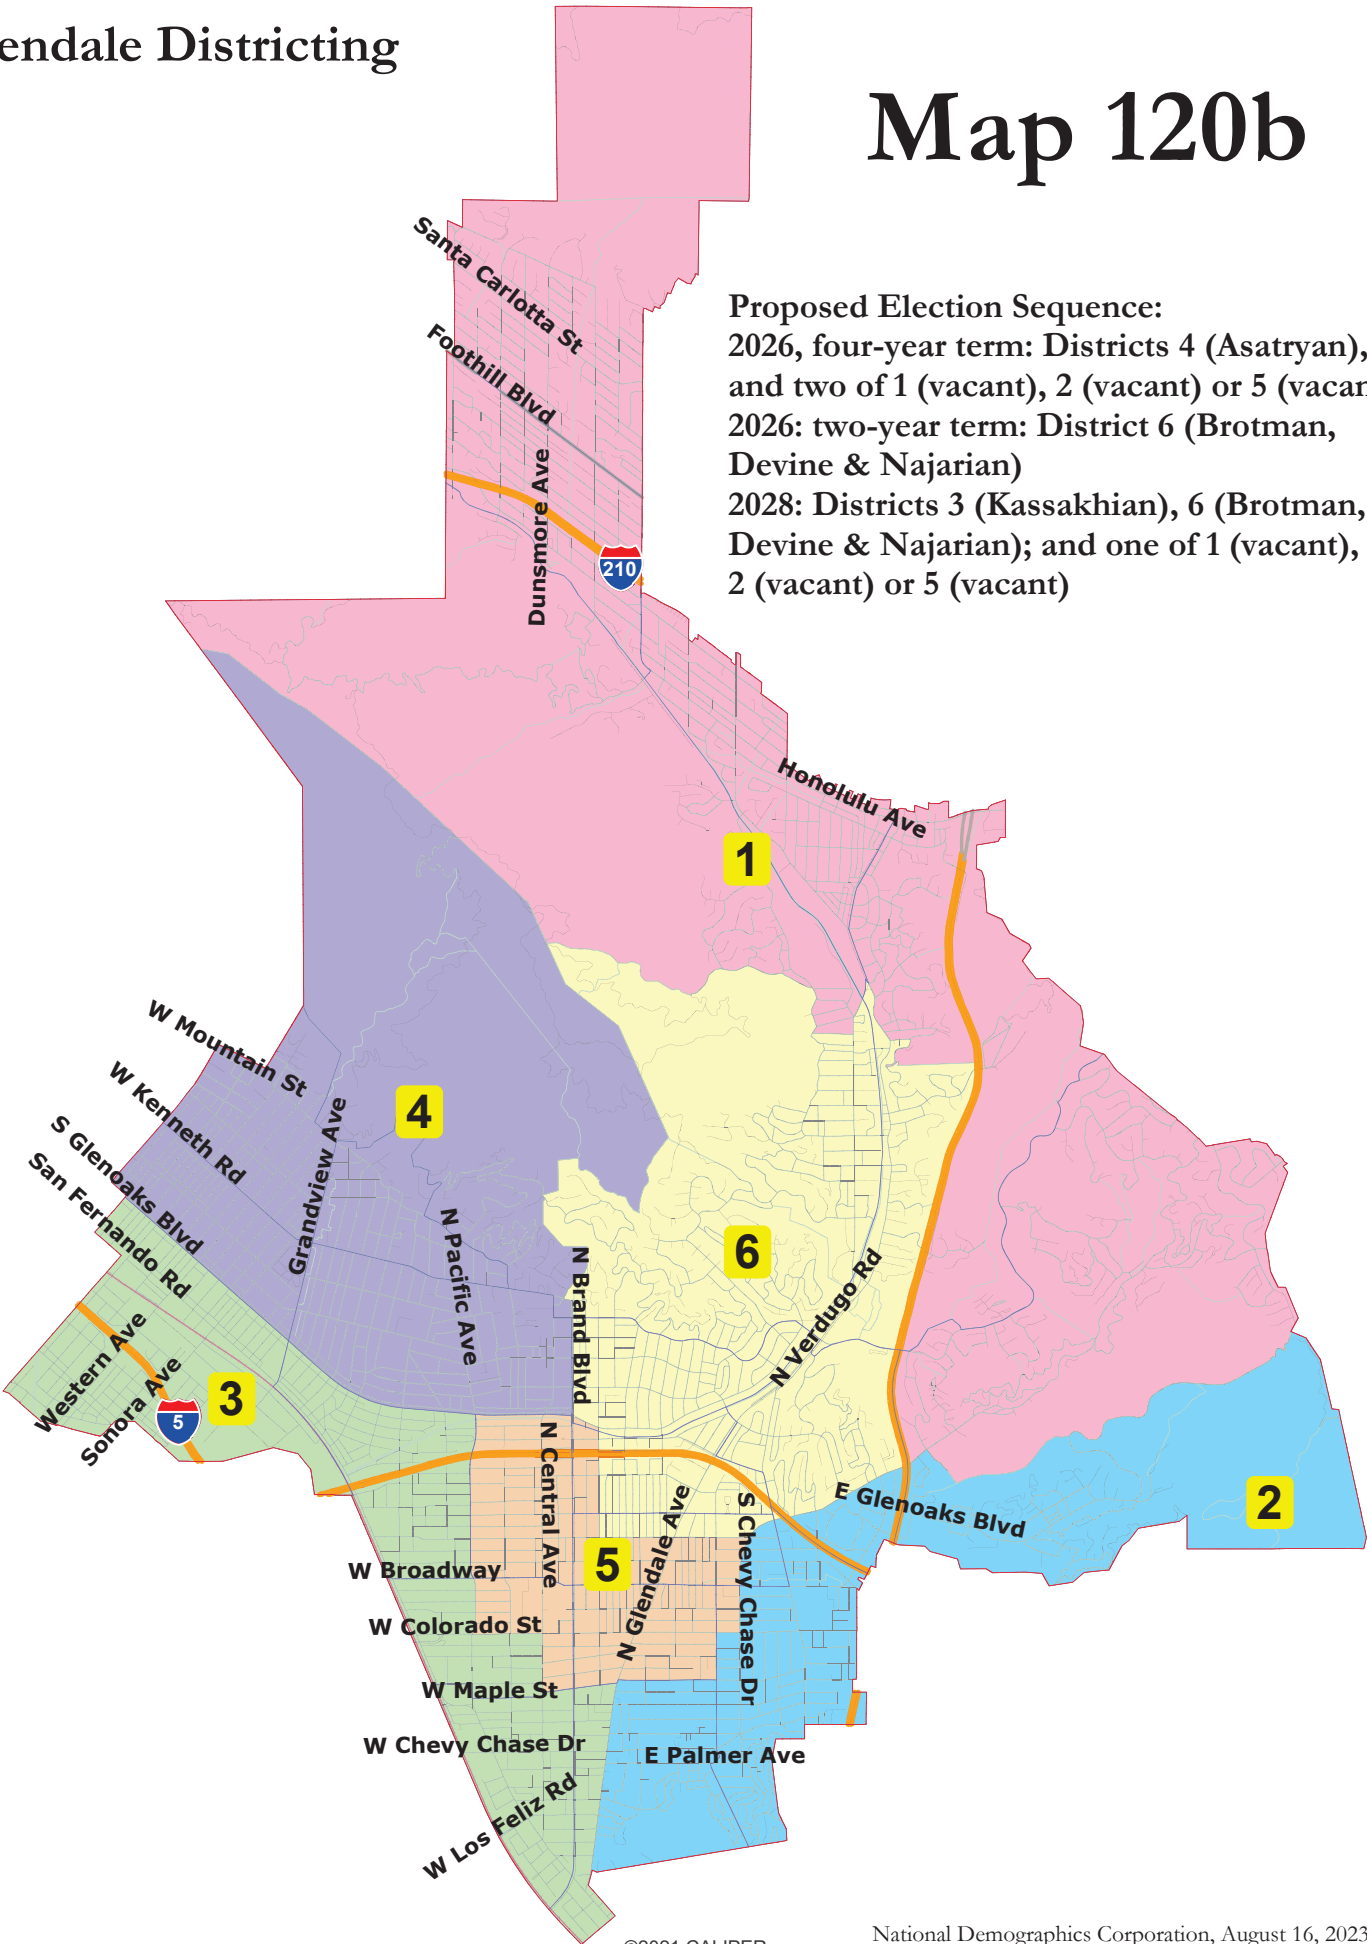 endale Districting
Map 120b
Proposed Election Sequence:
2026, four-year term: Districts 4 (Asatryan),
and two of 1 (vacant), 2 (vacant) or 5 (vacan
2026: two-year term: District 6 (Brotman,
Devine & Najarian)
2028: Districts 3 (Kassakhian), 6 (Brotman,
Devine & Najarian); and one of 1 (vacant),
2 (vacant) or 5 (vacant)
Santa Carlotta St
Foothill Blvd
Dunsmore Ave
210
Honolulu Ave
1
W Mountain St
W Kenneth Rd
S Glenoaks Blvd
San Fernando Rd
Grandview Ave
4
N Pacific Ave
N Brand Blvd
6
N Verdugo Rd
Western Ave
Sonora Ave
3
5
N Central Ave
S Chevy Chase Dr
E Glenoaks Blvd
2
W Broadway
5
N Glendale Ave
W Colorado St
W Maple St
W Chevy Chase Dr
E Palmer Ave
W Los Feliz Rd
©2021 CALIPER
National Demographics Corporation, August 16, 2023